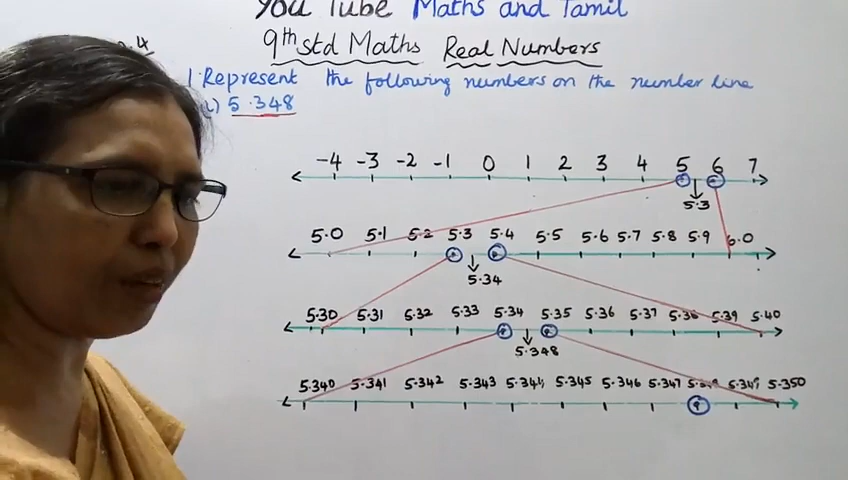 You Tube Maths and Tamil
9th std Maths Real Numbers
1. Represent the following numbers on the number line
5.348
-4 -3 -2 -1 0 1 2 3 4 5 6 7
5.3
5.0 5.1 5.2 5.3 5.4 5.5 5.6 5.7 5.8 5.9 6.0
5.34
5.30 5.31 5.32 5.33 5.34 5.35 5.36 5.37 5.38 5.39 5.40
5.348
5.340 5.341 5.342 5.343 5.344 5.345 5.346 5.347 5.348 5.349 5.350